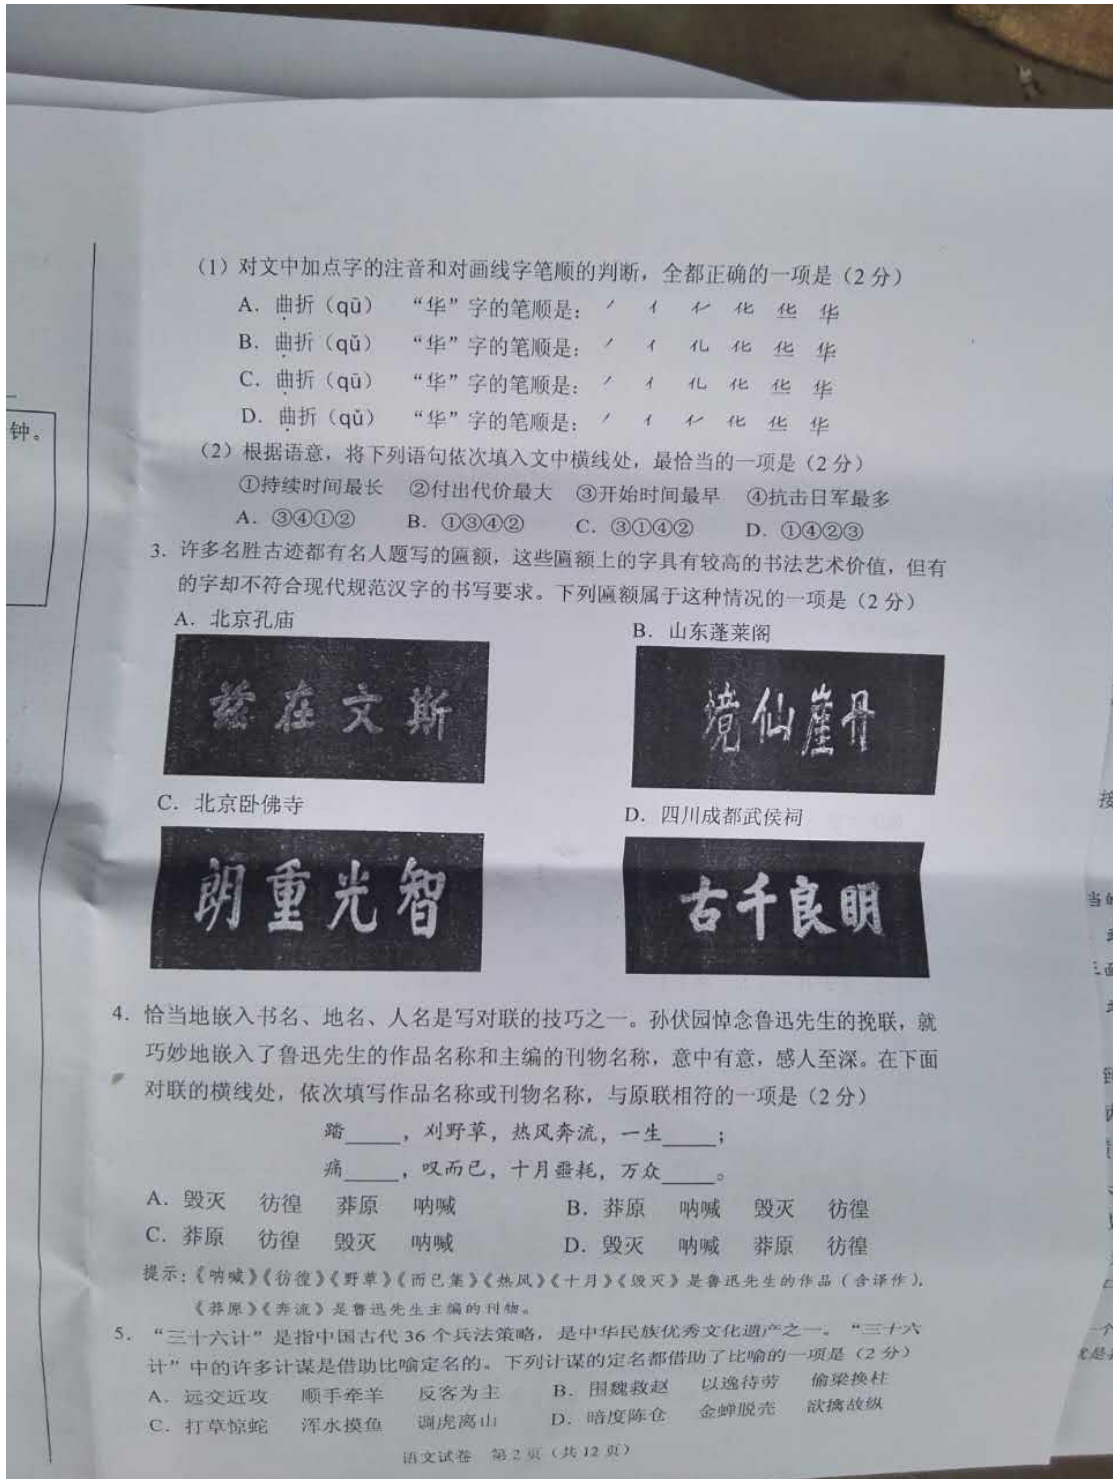 (1)对文中加点字的注音和对画线字笔顺的判断，全都正确的一项是（2 分）
A．曲折（qū） “华”字的笔顺是： 华
B．曲折（qǔ） “华”字的笔顺是： 华
C．曲折（qū） “华”字的笔顺是： 华
D．曲折（qǔ） “华”字的笔顺是： 华
(2)根据语意，将下列语句依次填入文中横线处，最恰当的一项是（2 分）
①持续时间最长 ②付出代价最大 ③开始时间最早 ④抗击日军最多
A．③④①② B．①③④② C．③①④② D．①④②③
3．许多名胜古迹都有名人题写的匾额，这些匾额上的字具有较高的书法艺术价值，但有
的字却不符合现代规范汉字的书写要求。下列匾额属于这种情况的一项是（2 分）
A．北京孔庙 B．山东蓬莱阁
兹在文斯 境仙崖丹
C．北京卧佛寺 D．四川成都武侯祠
朗重光智 古千良明
4．恰当地嵌入书名、地名、人名是写对联的技巧之一。孙伏园悼念鲁迅先生的挽联，就
巧妙地嵌入了鲁迅先生的作品名称和主编的刊物名称，意中有意，感人至深。在下面
对联的横线处，依次填写作品名称或刊物名称，与原联相符的一项是（2 分）
踏_____，刈野草，热风奔流，一生_____；
痛_____，叹而已，十月噩耗，万众_____。
A．毁灭 彷徨 莽原 呐喊 B．莽原 呐喊 毁灭 彷徨
C．莽原 彷徨 毁灭 呐喊 D．毁灭 呐喊 莽原 彷徨
提示：《呐喊》《彷徨》《野草》《而已集》《热风》《十月》《毁灭》是鲁迅先生的作品（含译作），
《莽原》《奔流》是鲁迅先生主编的刊物。
5．“三十六计”是指中国古代 36 个兵法策略，是中华民族优秀文化遗产之一。“三十六
计”中的许多计谋是借助比喻定名的。下列计谋的定名都借助了比喻的一项是（2 分）
A．远交近攻 顺手牵羊 反客为主 B．围魏救赵 以逸待劳 偷梁换柱
C．打草惊蛇 浑水摸鱼 调虎离山 D．暗度陈仓 金蝉脱壳 欲擒故纵
语文试卷 第 2 页（共 12 页）
钟。